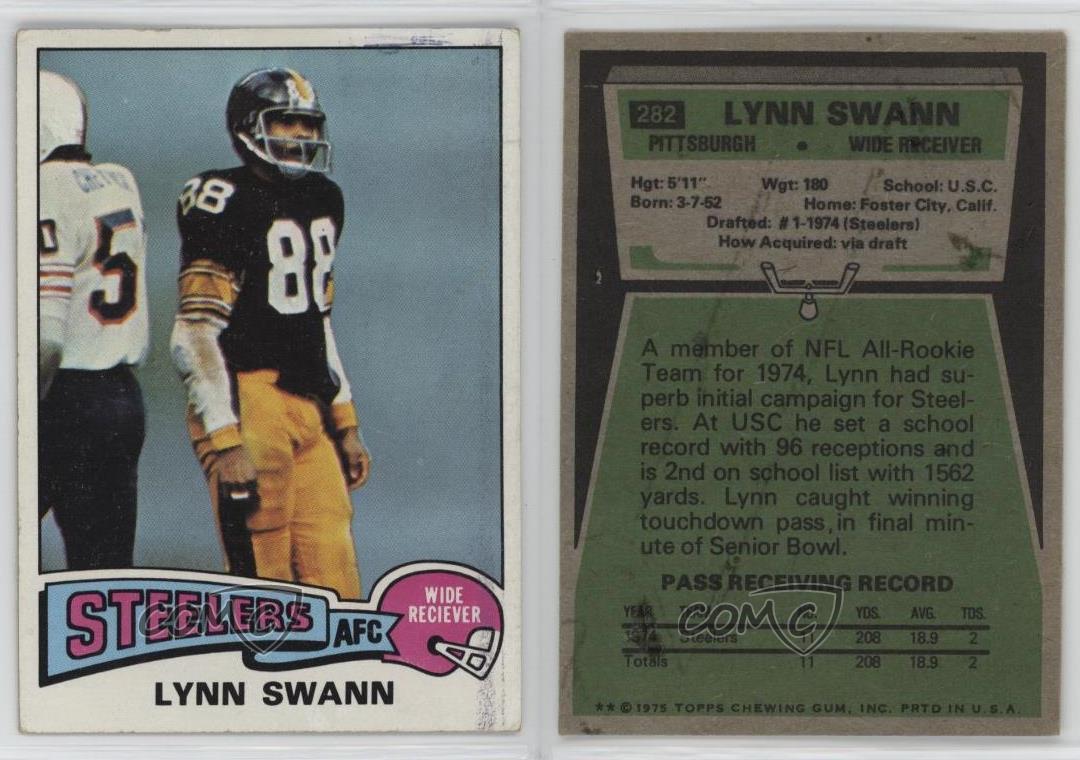 88
88
5
STEELERS
AFC
WIDE
RECIEVER
LYNN SWANN
COMC
282
LYNN SWANN
PITTSBURGH • WIDE RECEIVER
Hgt: 5'11" Wgt: 180 School: U.S.C.
Born: 3-7-52 Home: Foster City, Calif.
Drafted: #1-1974 (Steelers)
How Acquired: via draft
A member of NFL All-Rookie
Team for 1974, Lynn had su-
perb initial campaign for Steel-
ers. At USC he set a school
record with 96 receptions and
is 2nd on school list with 1562
yards. Lynn caught winning
touchdown pass in final min-
ute of Senior Bowl.
PASS RECEIVING RECORD
YEAR YDS. AVG. TDS.
1974 Steelers 11 208 18.9 2
Totals 11 208 18.9 2
COMC
** © 1975 TOPPS CHEWING GUM, INC. PRTD IN U.S.A.